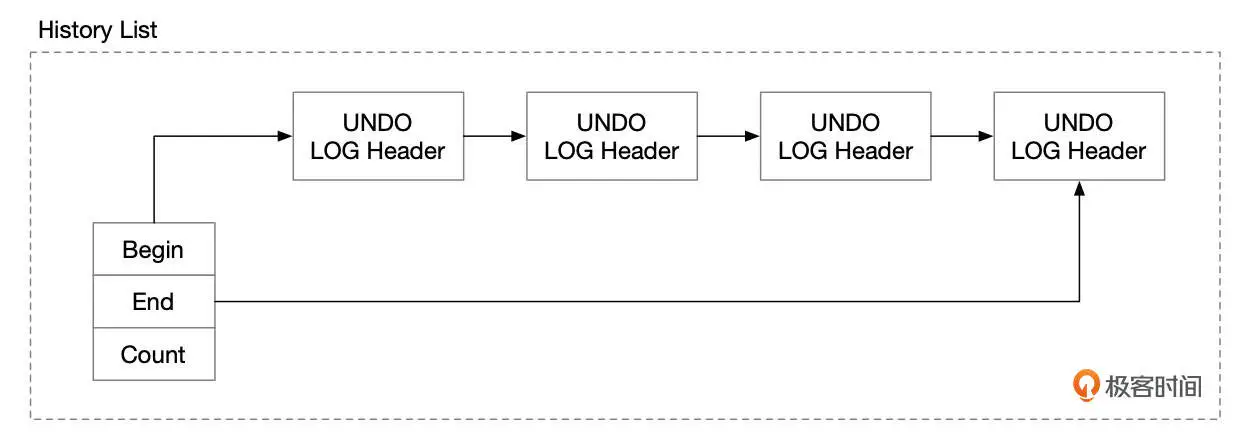 History List
UNDO
LOG Header
UNDO
LOG Header
UNDO
LOG Header
UNDO
LOG Header
Begin
End
Count
极客时间